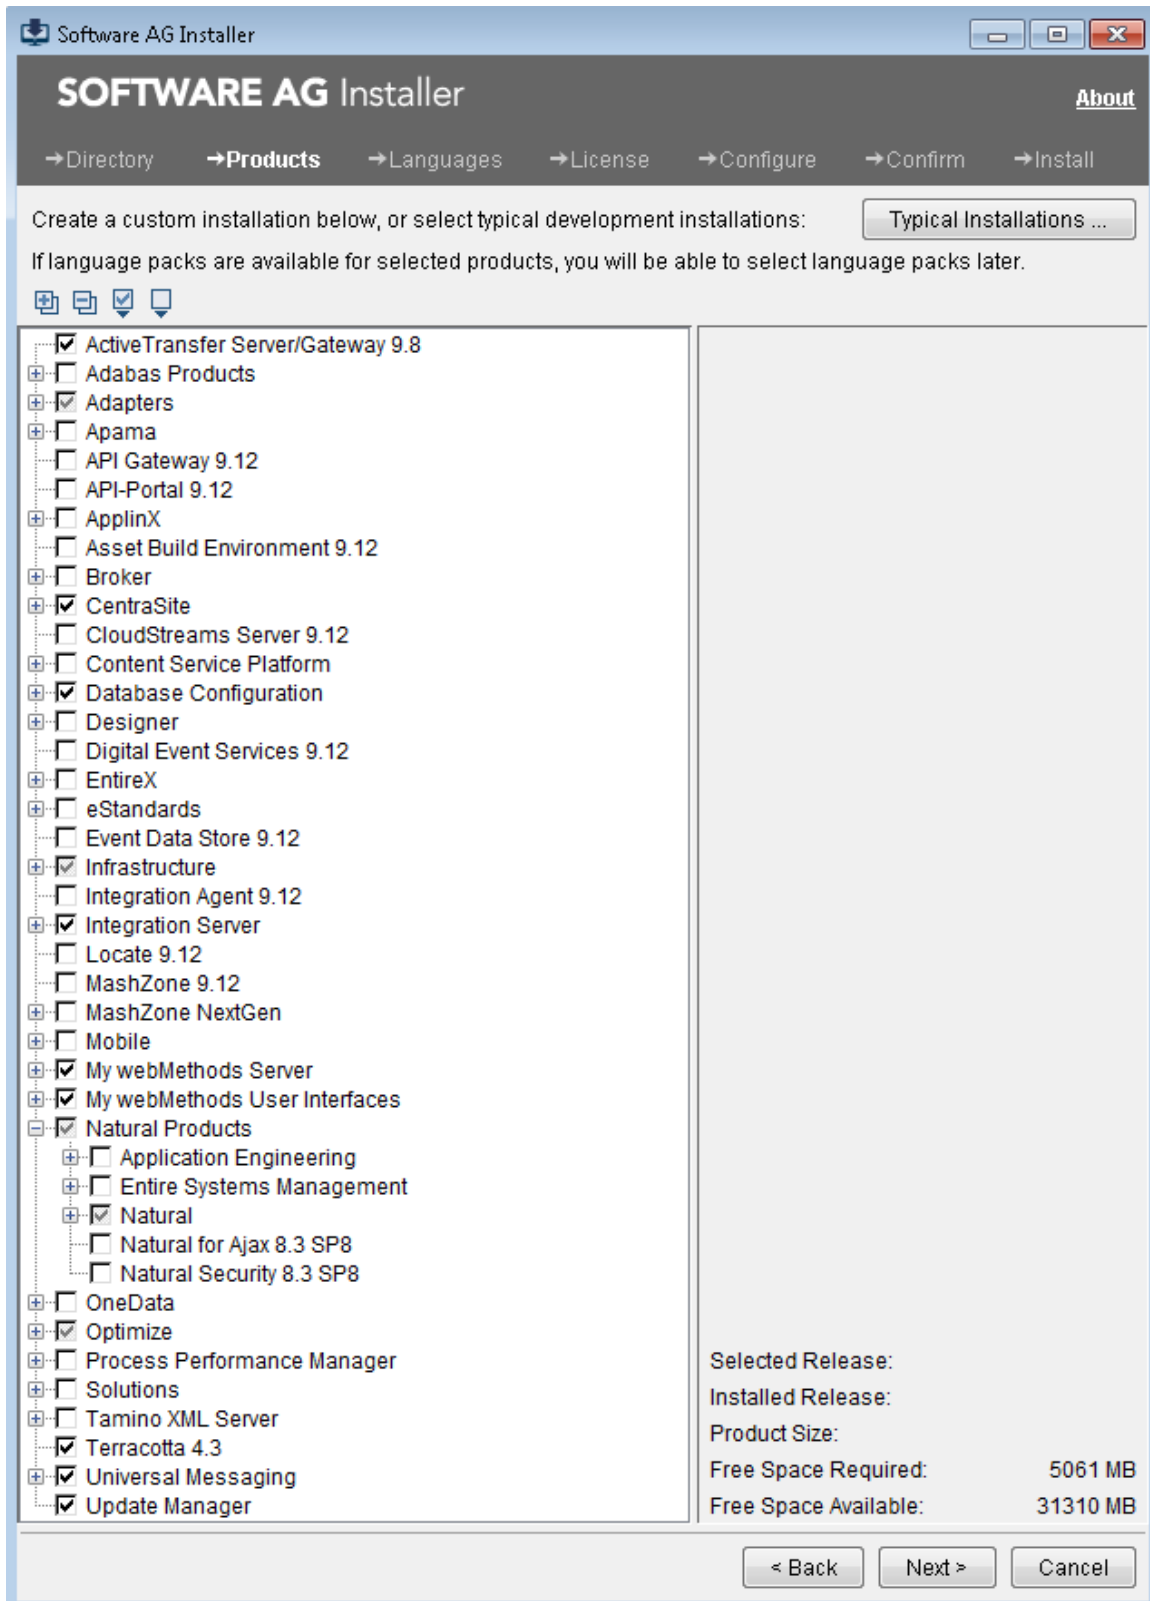 Software AG Installer
SOFTWARE AG Installer
About
→Directory →Products →Languages →License →Configure →Confirm →Install
Create a custom installation below, or select typical development installations: Typical Installations ...
If language packs are available for selected products, you will be able to select language packs later.
ActiveTransfer Server/Gateway 9.8
Adabas Products
Adapters
Apama
API Gateway 9.12
API-Portal 9.12
ApplinX
Asset Build Environment 9.12
Broker
CentraSite
CloudStreams Server 9.12
Content Service Platform
Database Configuration
Designer
Digital Event Services 9.12
EntireX
eStandards
Event Data Store 9.12
Infrastructure
Integration Agent 9.12
Integration Server
Locate 9.12
MashZone 9.12
MashZone NextGen
Mobile
My webMethods Server
My webMethods User Interfaces
Natural Products
Application Engineering
Entire Systems Management
Natural
Natural for Ajax 8.3 SP8
Natural Security 8.3 SP8
OneData
Optimize
Process Performance Manager
Solutions
Tamino XML Server
Terracotta 4.3
Universal Messaging
Update Manager
Selected Release:
Installed Release:
Product Size:
Free Space Required: 5061 MB
Free Space Available: 31310 MB
< Back Next > Cancel